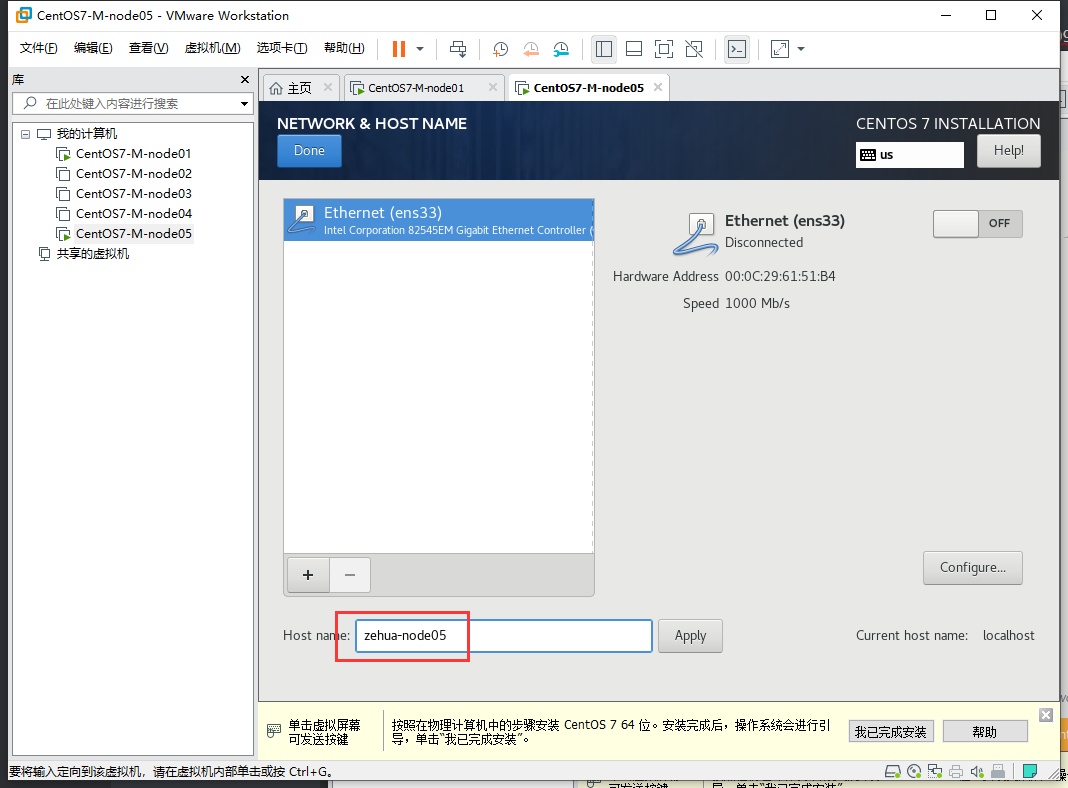 CentOS7-M-node05 - VMware Workstation
文件(F) 编辑(E) 查看(V) 虚拟机(M) 选项卡(T) 帮助(H)
库
在此处键入内容进行搜索
我的计算机
CentOS7-M-node01
CentOS7-M-node02
CentOS7-M-node03
CentOS7-M-node04
CentOS7-M-node05
共享的虚拟机
主页 CentOS7-M-node01 CentOS7-M-node05
NETWORK & HOST NAME
Done
CENTOS 7 INSTALLATION
us
Help!
Ethernet (ens33)
Intel Corporation 82545EM Gigabit Ethernet Controller (
Ethernet (ens33)
Disconnected
OFF
Hardware Address 00:0C:29:61:51:B4
Speed 1000 Mb/s
+ −
Configure...
Host name: zehua-node05 Apply
Current host name: localhost
单击虚拟屏幕
可发送按键
按照在物理计算机中的步骤安装 CentOS 7 64 位。安装完成后，操作系统会进行引
导，单击“我已完成安装”。
我已完成安装
帮助
要将输入定向到该虚拟机，请在虚拟机内部单击或按 Ctrl+G。